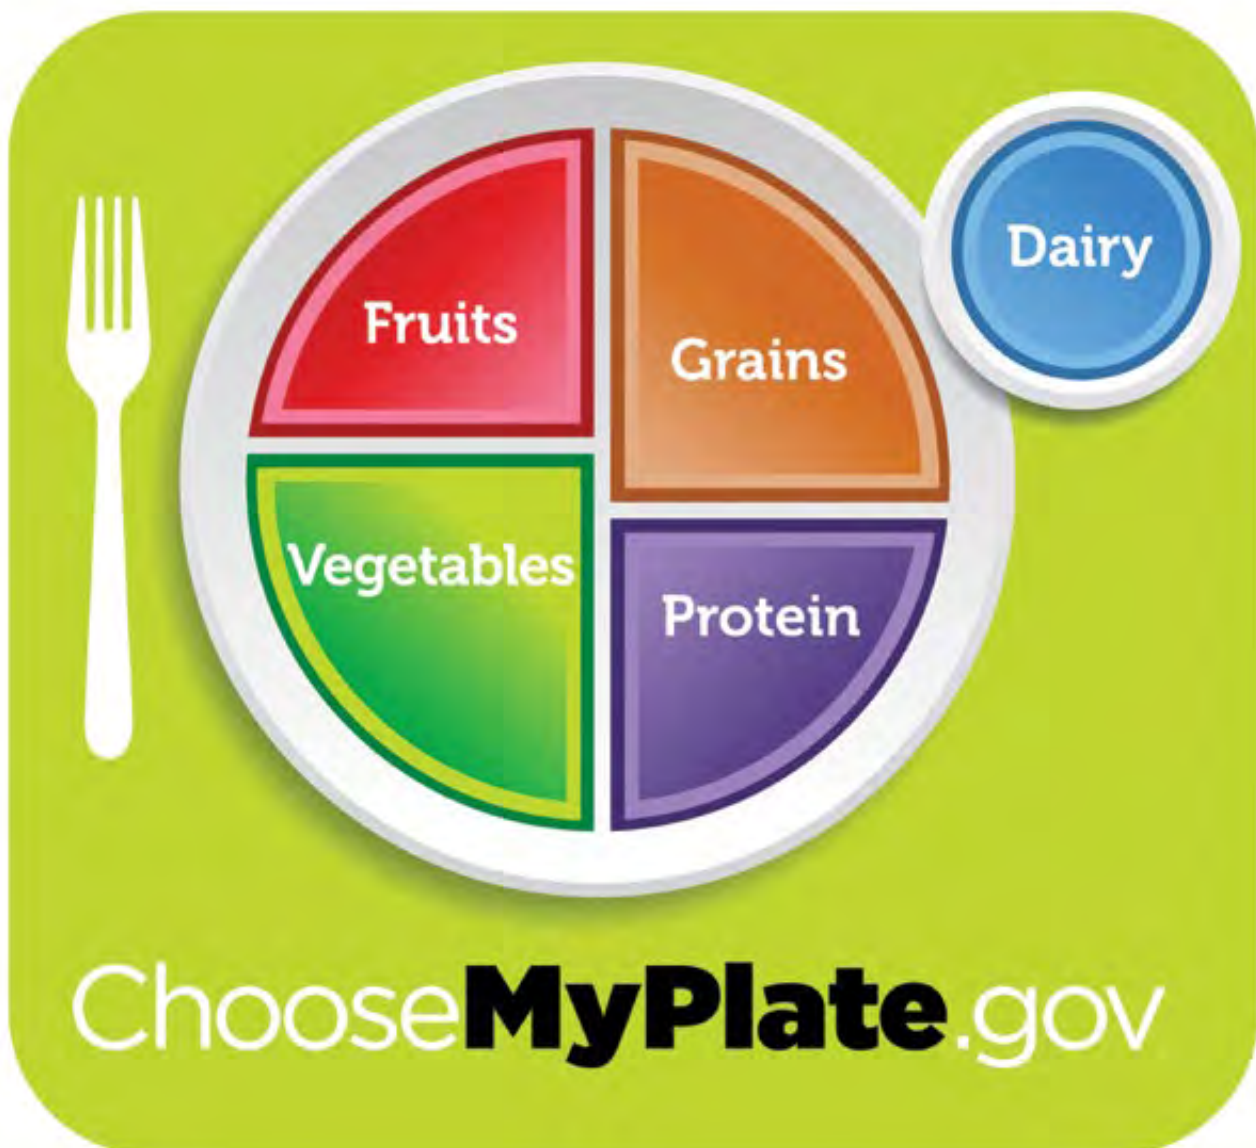 Dairy
Fruits
Grains
Vegetables
Protein
ChooseMyPlate.gov